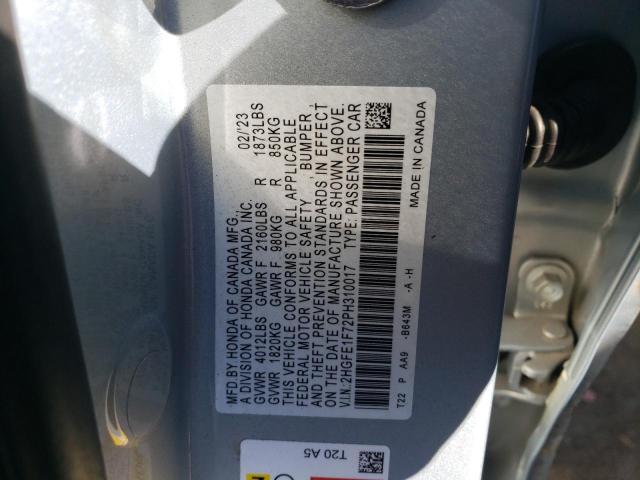 MFD. BY HONDA OF CANADA MFG., 02/'23
A DIVISION OF HONDA CANADA INC.
GVWR 4012LBS GAWR F 2160LBS R 1873LBS
GVWR 1820KG GAWR F 980KG R 850KG
THIS VEHICLE CONFORMS TO ALL APPLICABLE
FEDERAL MOTOR VEHICLE SAFETY , BUMPER ,
AND THEFT PREVENTION STANDARDS IN EFFECT
ON THE DATE OF MANUFACTURE SHOWN ABOVE.
V.I.N.: 2HGFE1F72PH310017 TYPE: PASSENGER CAR
T22 P AA9 -B643M -A -H
MADE IN CANADA
T20 A5